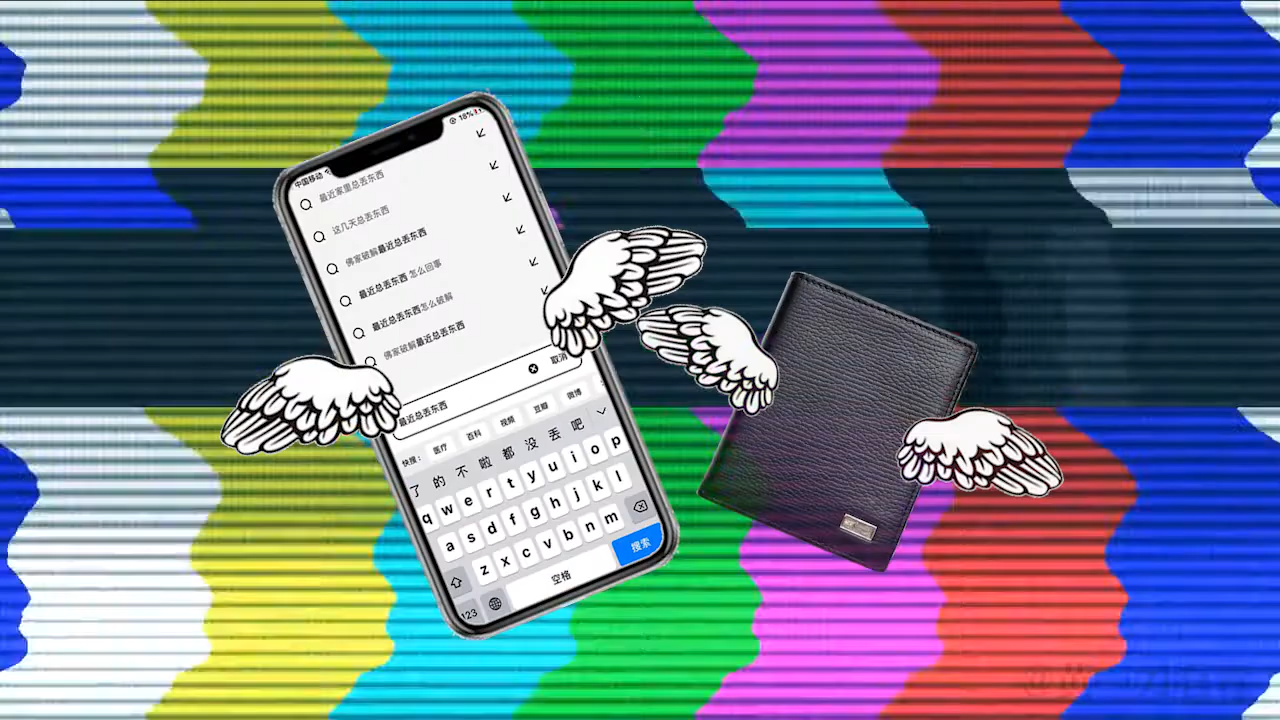 中国移动
18%
最近家里总丢东西
这几天总丢东西
佛家破解最近总丢东西
最近总丢东西 怎么回事
最近总丢东西怎么破解
佛家破解最近总丢东西
取消
最近总丢东西
快搜: 医疗 百科 视频 豆瓣 微博
了 的 不 啦 都 没 丢 吧
q w e r t y u i o p
a s d f g h j k l
z x c v b n m
123 空格 搜索